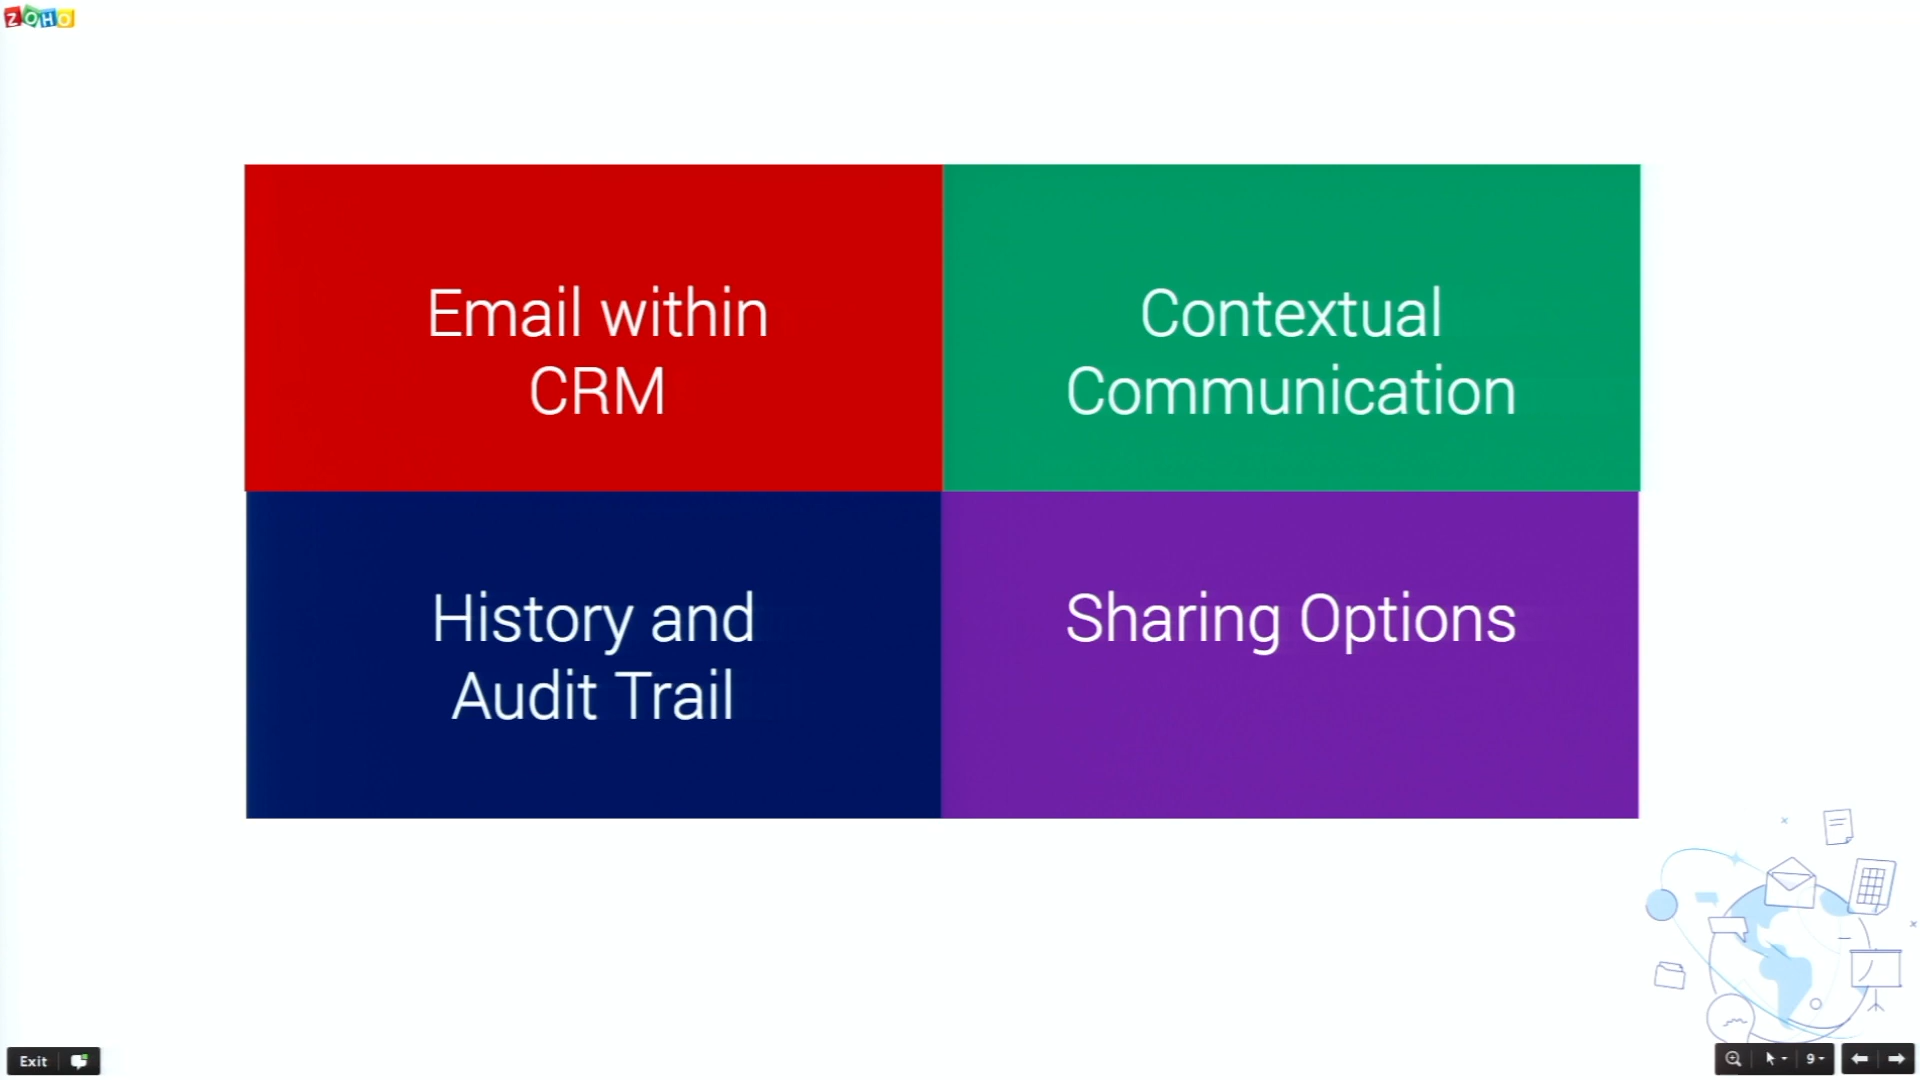 ZOHO
Email within
CRM
Contextual
Communication
History and
Audit Trail
Sharing Options
Exit
9